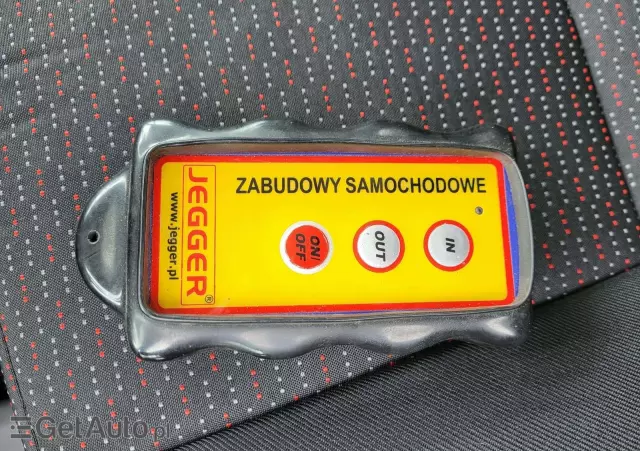 ZABUDOWY SAMOCHODOWE
JEGGER®
www.jegger.pl
ON/
OFF
OUT
IN
GetAuto.pl